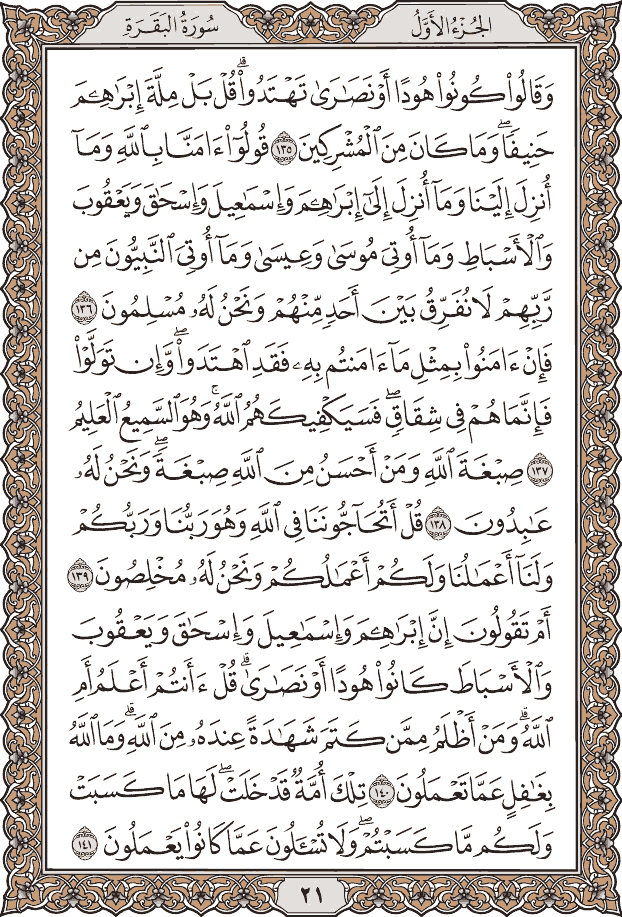 الجُزْءُ الأَوَّلُ
سُورَةُ البَقَرَةِ
وَقَالُوا۟ كُونُوا۟ هُودًا أَوْ نَصَـٰرَىٰ تَهْتَدُوا۟ ۗ قُلْ بَلْ مِلَّةَ إِبْرَٰهِـۧمَ
حَنِيفًا ۖ وَمَا كَانَ مِنَ ٱلْمُشْرِكِينَ ١٣٥ قُولُوٓا۟ ءَامَنَّا بِٱللَّهِ وَمَآ
أُنزِلَ إِلَيْنَا وَمَآ أُنزِلَ إِلَىٰٓ إِبْرَٰهِـۧمَ وَإِسْمَـٰعِيلَ وَإِسْحَـٰقَ وَيَعْقُوبَ
وَٱلْأَسْبَاطِ وَمَآ أُوتِىَ مُوسَىٰ وَعِيسَىٰ وَمَآ أُوتِىَ ٱلنَّبِيُّونَ مِن
رَّبِّهِمْ لَا نُفَرِّقُ بَيْنَ أَحَدٍ مِّنْهُمْ وَنَحْنُ لَهُۥ مُسْلِمُونَ ١٣٦
فَإِنْ ءَامَنُوا۟ بِمِثْلِ مَآ ءَامَنتُم بِهِۦ فَقَدِ ٱهْتَدَوا۟ ۖ وَّإِن تَوَلَّوْا۟
فَإِنَّمَا هُمْ فِى شِقَاقٍ ۖ فَسَيَكْفِيكَهُمُ ٱللَّهُ ۚ وَهُوَ ٱلسَّمِيعُ ٱلْعَلِيمُ
١٣٧ صِبْغَةَ ٱللَّهِ وَمَنْ أَحْسَنُ مِنَ ٱللَّهِ صِبْغَةً ۖ وَنَحْنُ لَهُۥ
عَـٰبِدُونَ ١٣٨ قُلْ أَتُحَآجُّونَنَا فِى ٱللَّهِ وَهُوَ رَبُّنَا وَرَبُّكُمْ
وَلَنَآ أَعْمَـٰلُنَا وَلَكُمْ أَعْمَـٰلُكُمْ وَنَحْنُ لَهُۥ مُخْلِصُونَ ١٣٩
أَمْ تَقُولُونَ إِنَّ إِبْرَٰهِـۧمَ وَإِسْمَـٰعِيلَ وَإِسْحَـٰقَ وَيَعْقُوبَ
وَٱلْأَسْبَاطَ كَانُوا۟ هُودًا أَوْ نَصَـٰرَىٰ ۗ قُلْ ءَأَنتُمْ أَعْلَمُ أَمِ
ٱللَّهُ ۗ وَمَنْ أَظْلَمُ مِمَّن كَتَمَ شَهَـٰدَةً عِندَهُۥ مِنَ ٱللَّهِ ۗ وَمَا ٱللَّهُ
بِغَـٰفِلٍ عَمَّا تَعْمَلُونَ ١٤٠ تِلْكَ أُمَّةٌ قَدْ خَلَتْ ۖ لَهَا مَا كَسَبَتْ
وَلَكُم مَّا كَسَبْتُمْ ۖ وَلَا تُسْـَٔلُونَ عَمَّا كَانُوا۟ يَعْمَلُونَ ١٤١
٢١